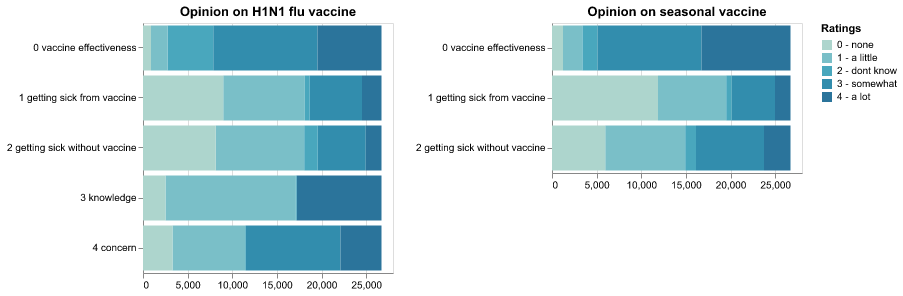 Opinion on H1N1 flu vaccine
0 vaccine effectiveness
1 getting sick from vaccine
2 getting sick without vaccine
3 knowledge
4 concern
0 5,000 10,000 15,000 20,000 25,000
Opinion on seasonal vaccine
0 vaccine effectiveness
1 getting sick from vaccine
2 getting sick without vaccine
0 5,000 10,000 15,000 20,000 25,000
Ratings
0 - none
1 - a little
2 - dont know
3 - somewhat
4 - a lot